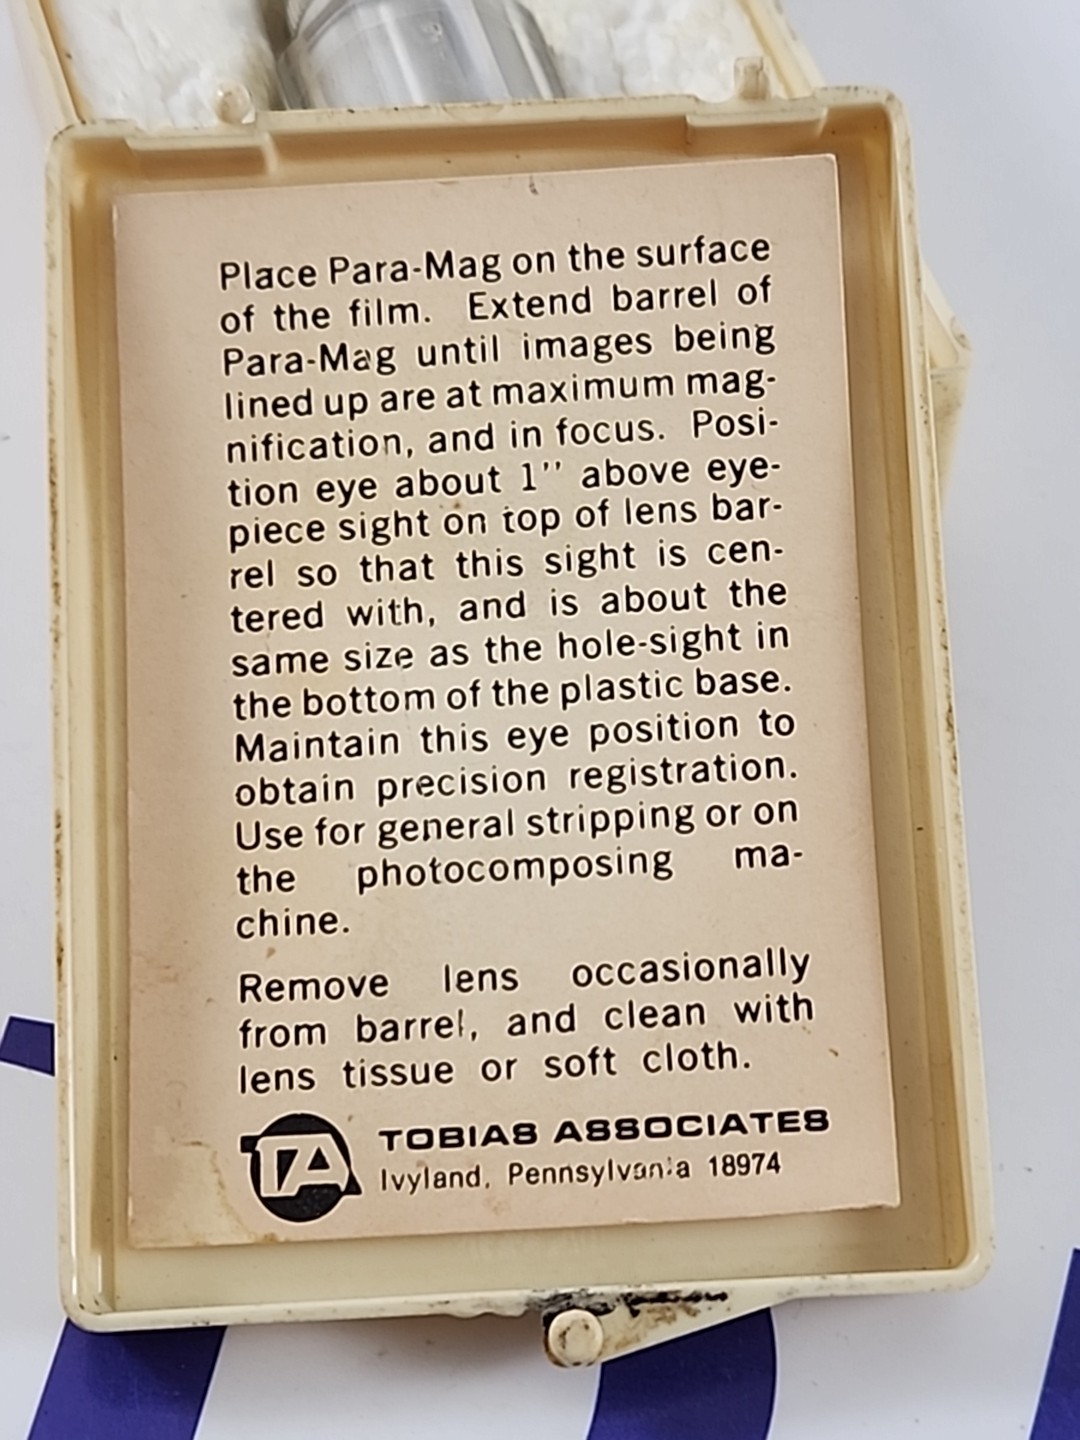 Place Para-Mag on the surface
of the film. Extend barrel of
Para-Mag until images being
lined up are at maximum mag-
nification, and in focus. Posi-
tion eye about 1'' above eye-
piece sight on top of lens bar-
rel so that this sight is cen-
tered with, and is about the
same size as the hole-sight in
the bottom of the plastic base.
Maintain this eye position to
obtain precision registration.
Use for general stripping or on
the photocomposing ma-
chine.
Remove lens occasionally
from barrel, and clean with
lens tissue or soft cloth.
TA
TOBIAS ASSOCIATES
Ivyland, Pennsylvania 18974